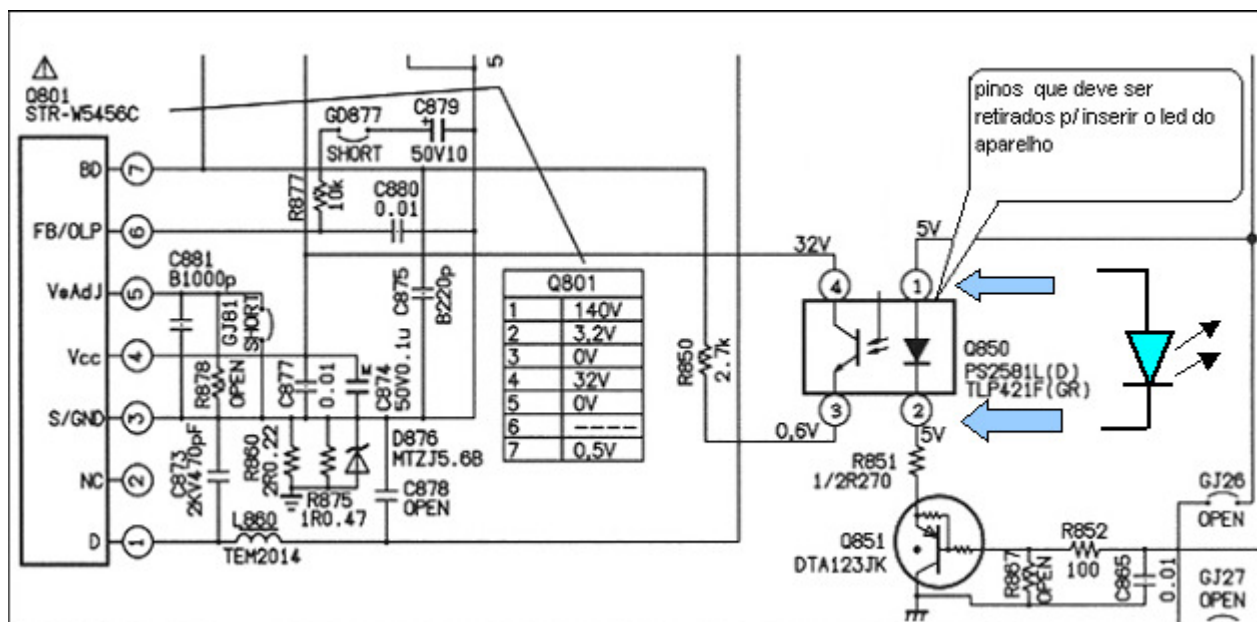 5
Q801
STR-W5456C
GD877
C879
SHORT
50V10
pinos que deve ser
retirados p/ inserir o led do
aparelho
BD
7
R877
10k
C880
0.01
FB/OLP
6
32V
5V
C881
B1000p
C875
B220p
Q801
1 140V
2 3,2V
3 0V
4 32V
5 0V
6 ----
7 0,5V
4
1
VeAdJ
5
GJ81
SHORT
Vcc
4
R878
OPEN
C877
0.01
C874
50V0.1u
R850
2.7k
Q850
PS2581L(D)
TLP421F(GR)
S/GND
3
3
2
0,6V
5V
C873
2KV470pF
R860
2R0.22
D876
MTZJ5.6B
R851
1/2R270
NC
2
R875
1R0.47
C878
OPEN
GJ26
OPEN
D
1
L860
TEM2014
Q851
DTA123JK
R852
100
R867
OPEN
C865
0.01
GJ27
OPEN